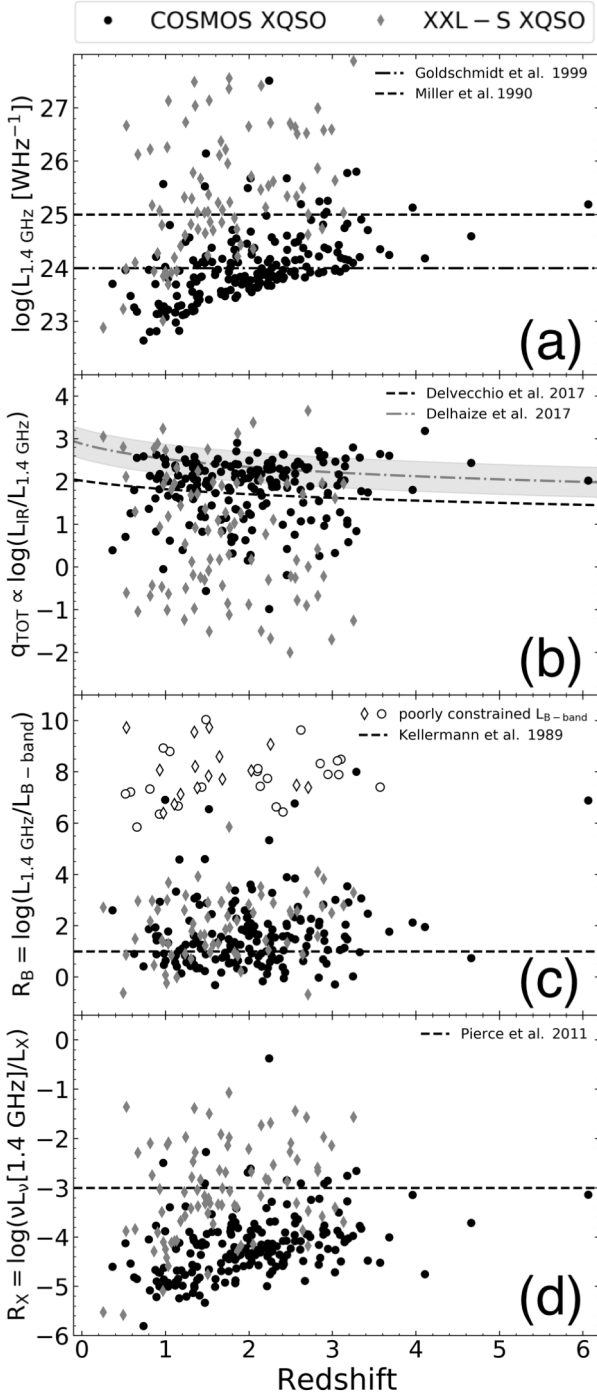 COSMOS XQSO XXL − S XQSO
Goldschmidt et al. 1999
Miller et al. 1990
log(L1.4 GHz [WHz−1]
27
26
25
24
23
(a)
Delvecchio et al. 2017
Delhaize et al. 2017
qTOT ∝ log(LIR/L1.4 GHz)
4
3
2
1
0
−1
−2
(b)
poorly constrained LB−band
Kellermann et al. 1989
RB = log(L1.4 GHz/LB−band)
10
8
6
4
2
0
(c)
Pierce et al. 2011
RX = log(νLν[1.4 GHz]/LX)
0
−1
−2
−3
−4
−5
−6
(d)
0 1 2 3 4 5 6
Redshift